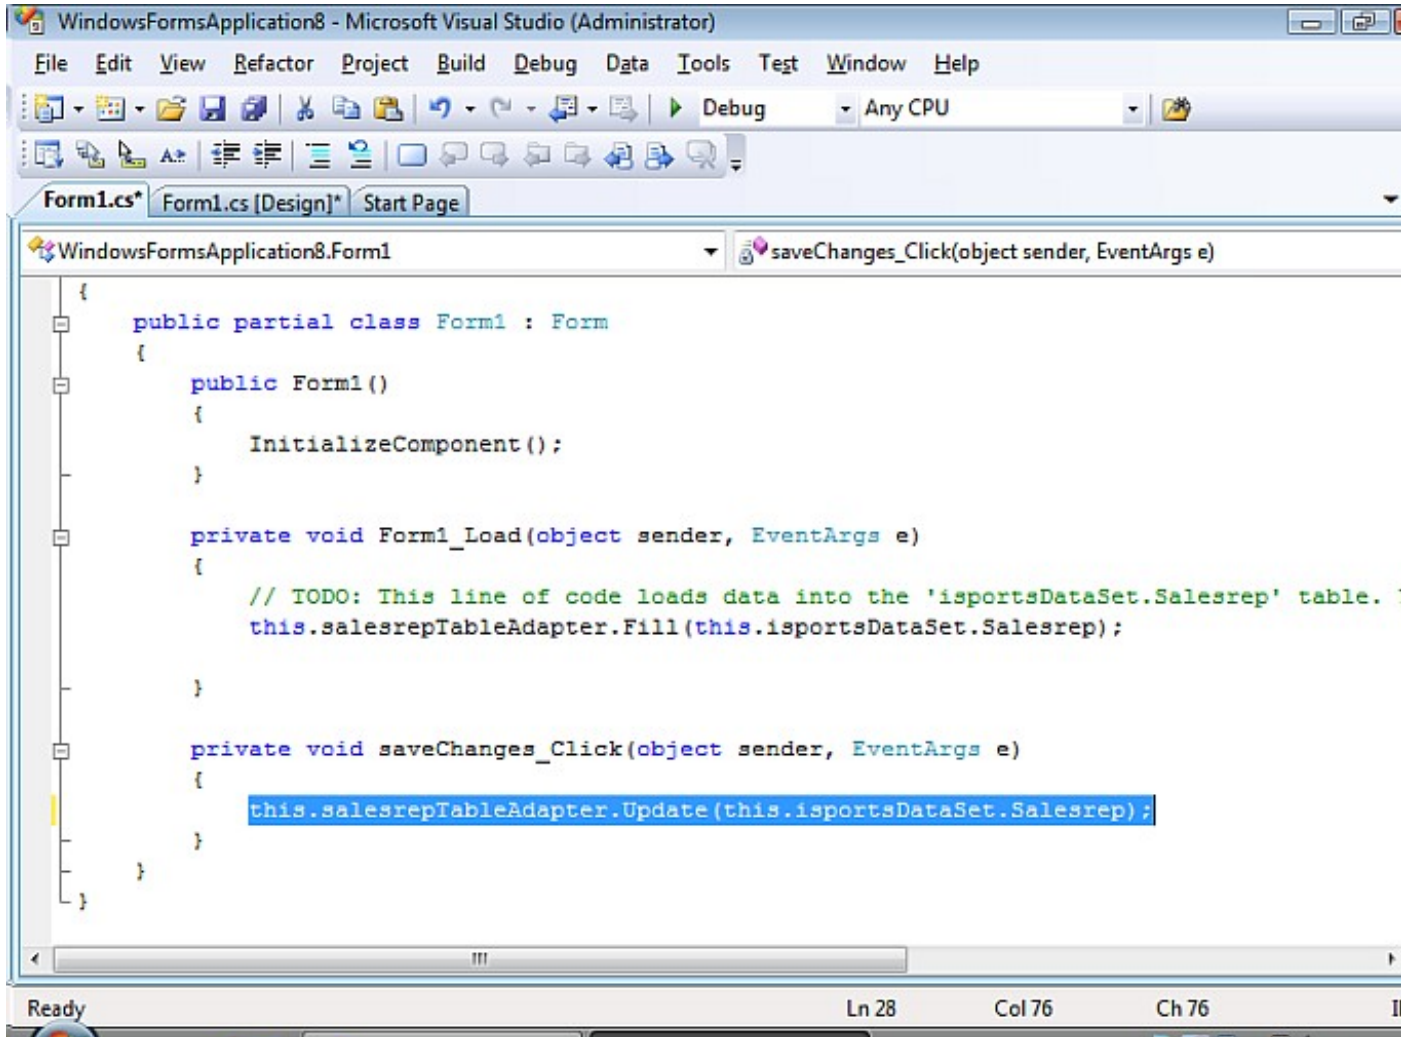 WindowsFormsApplication8 - Microsoft Visual Studio (Administrator)
File Edit View Refactor Project Build Debug Data Tools Test Window Help
Debug Any CPU
Form1.cs* Form1.cs [Design]* Start Page
WindowsFormsApplication8.Form1 saveChanges_Click(object sender, EventArgs e)
{
public partial class Form1 : Form
{
public Form1()
{
InitializeComponent();
}
private void Form1_Load(object sender, EventArgs e)
{
// TODO: This line of code loads data into the 'isportsDataSet.Salesrep' table.
this.salesrepTableAdapter.Fill(this.isportsDataSet.Salesrep);
}
private void saveChanges_Click(object sender, EventArgs e)
{
this.salesrepTableAdapter.Update(this.isportsDataSet.Salesrep);
}
}
}
Ready Ln 28 Col 76 Ch 76